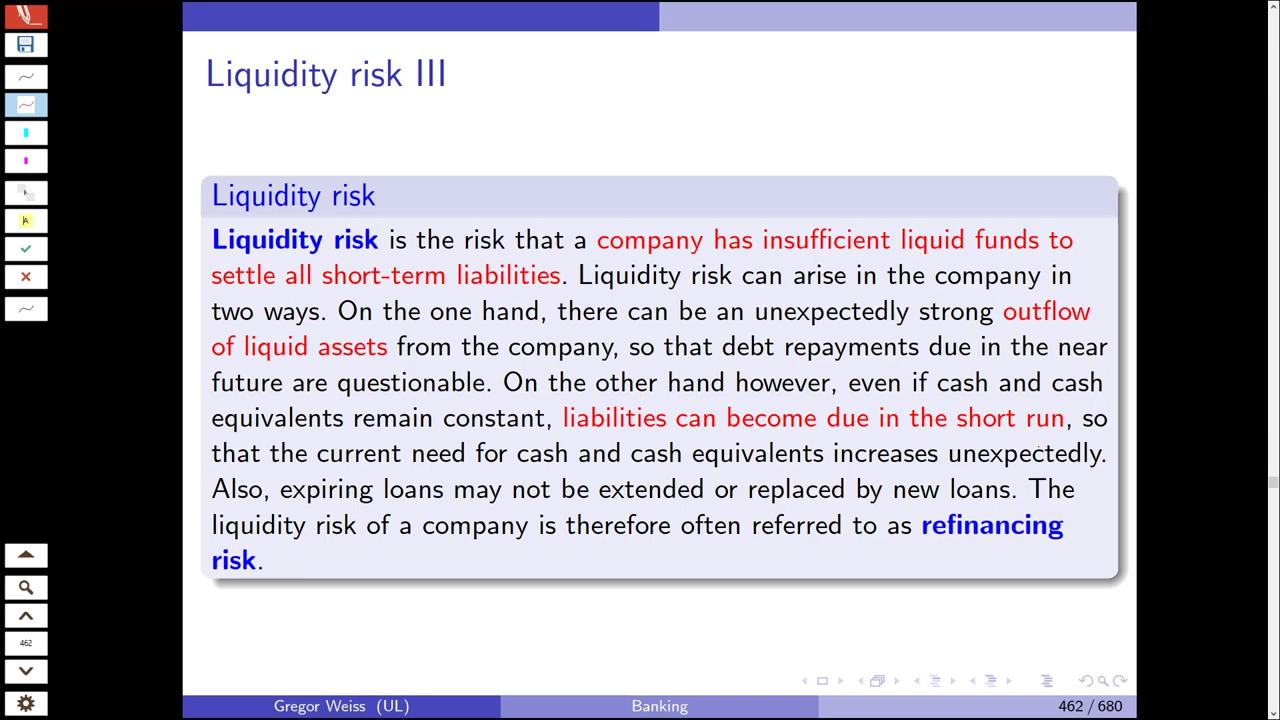 Liquidity risk III
Liquidity risk
Liquidity risk is the risk that a company has insufficient liquid funds to
settle all short-term liabilities. Liquidity risk can arise in the company in
two ways. On the one hand, there can be an unexpectedly strong outflow
of liquid assets from the company, so that debt repayments due in the near
future are questionable. On the other hand however, even if cash and cash
equivalents remain constant, liabilities can become due in the short run, so
that the current need for cash and cash equivalents increases unexpectedly.
Also, expiring loans may not be extended or replaced by new loans. The
liquidity risk of a company is therefore often referred to as refinancing
risk.
A
462
Gregor Weiss (UL) Banking 462 / 680